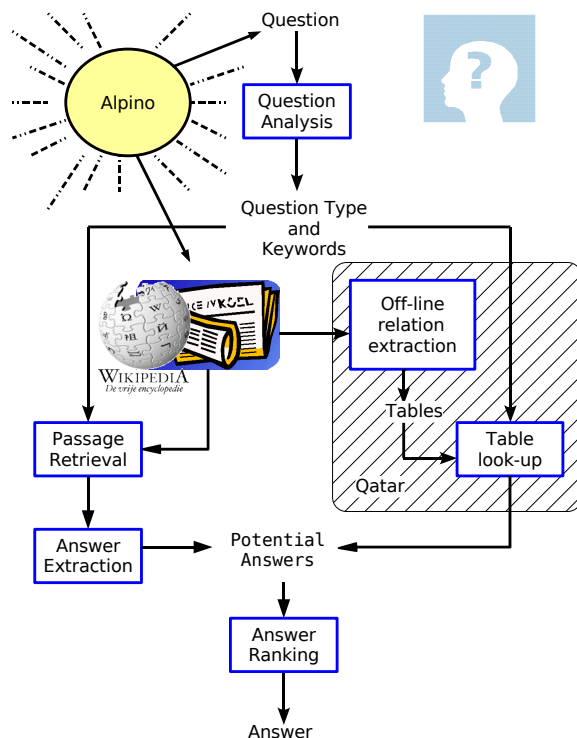 Question
Alpino
Question
Analysis
?
Question Type
and
Keywords
Off-line
relation
extraction
WIKIPEDIA
De vrije encyclopedie
Tables
Passage
Retrieval
Table
look-up
Qatar
Answer
Extraction
Potential
Answers
Answer
Ranking
Answer